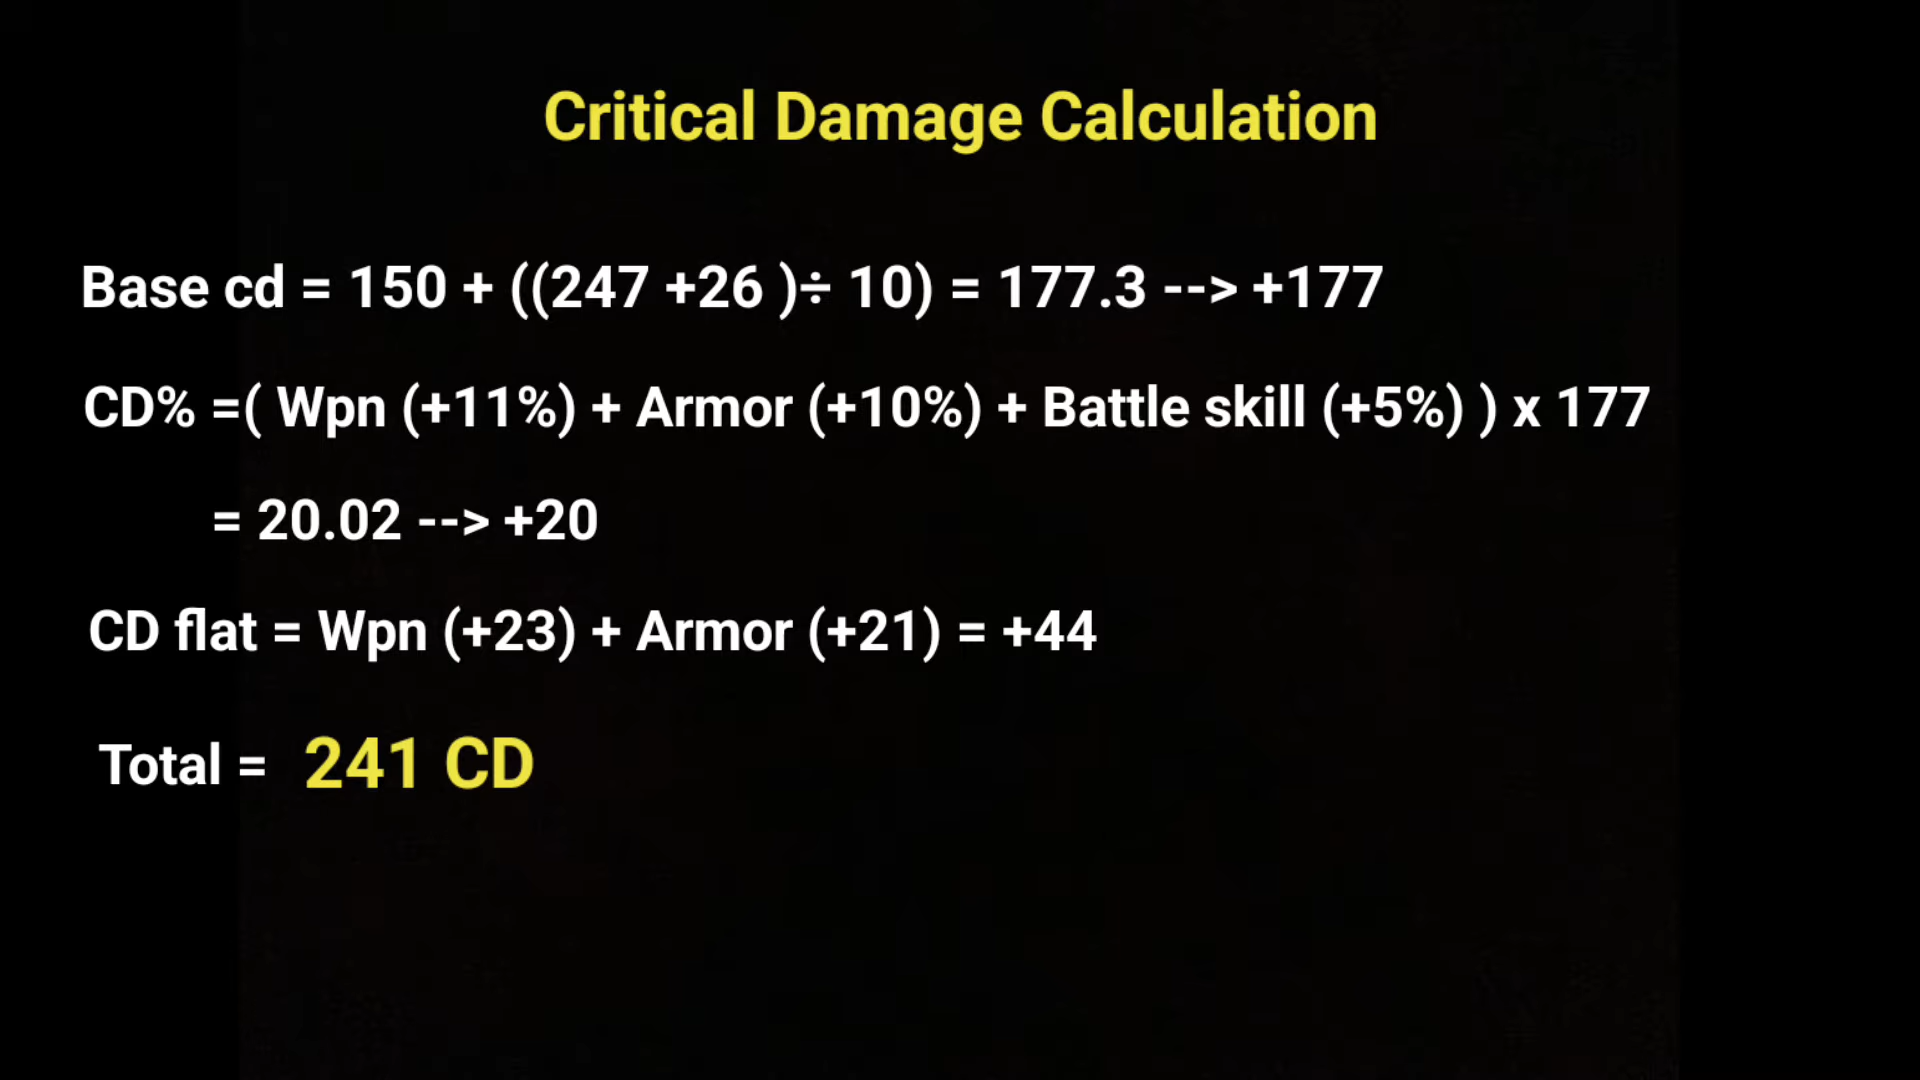 Critical Damage Calculation
Base cd = 150 + ((247 +26 )÷ 10) = 177.3 --> +177
CD% =( Wpn (+11%) + Armor (+10%) + Battle skill (+5%) ) x 177
= 20.02 --> +20
CD flat = Wpn (+23) + Armor (+21) = +44
Total = 241 CD